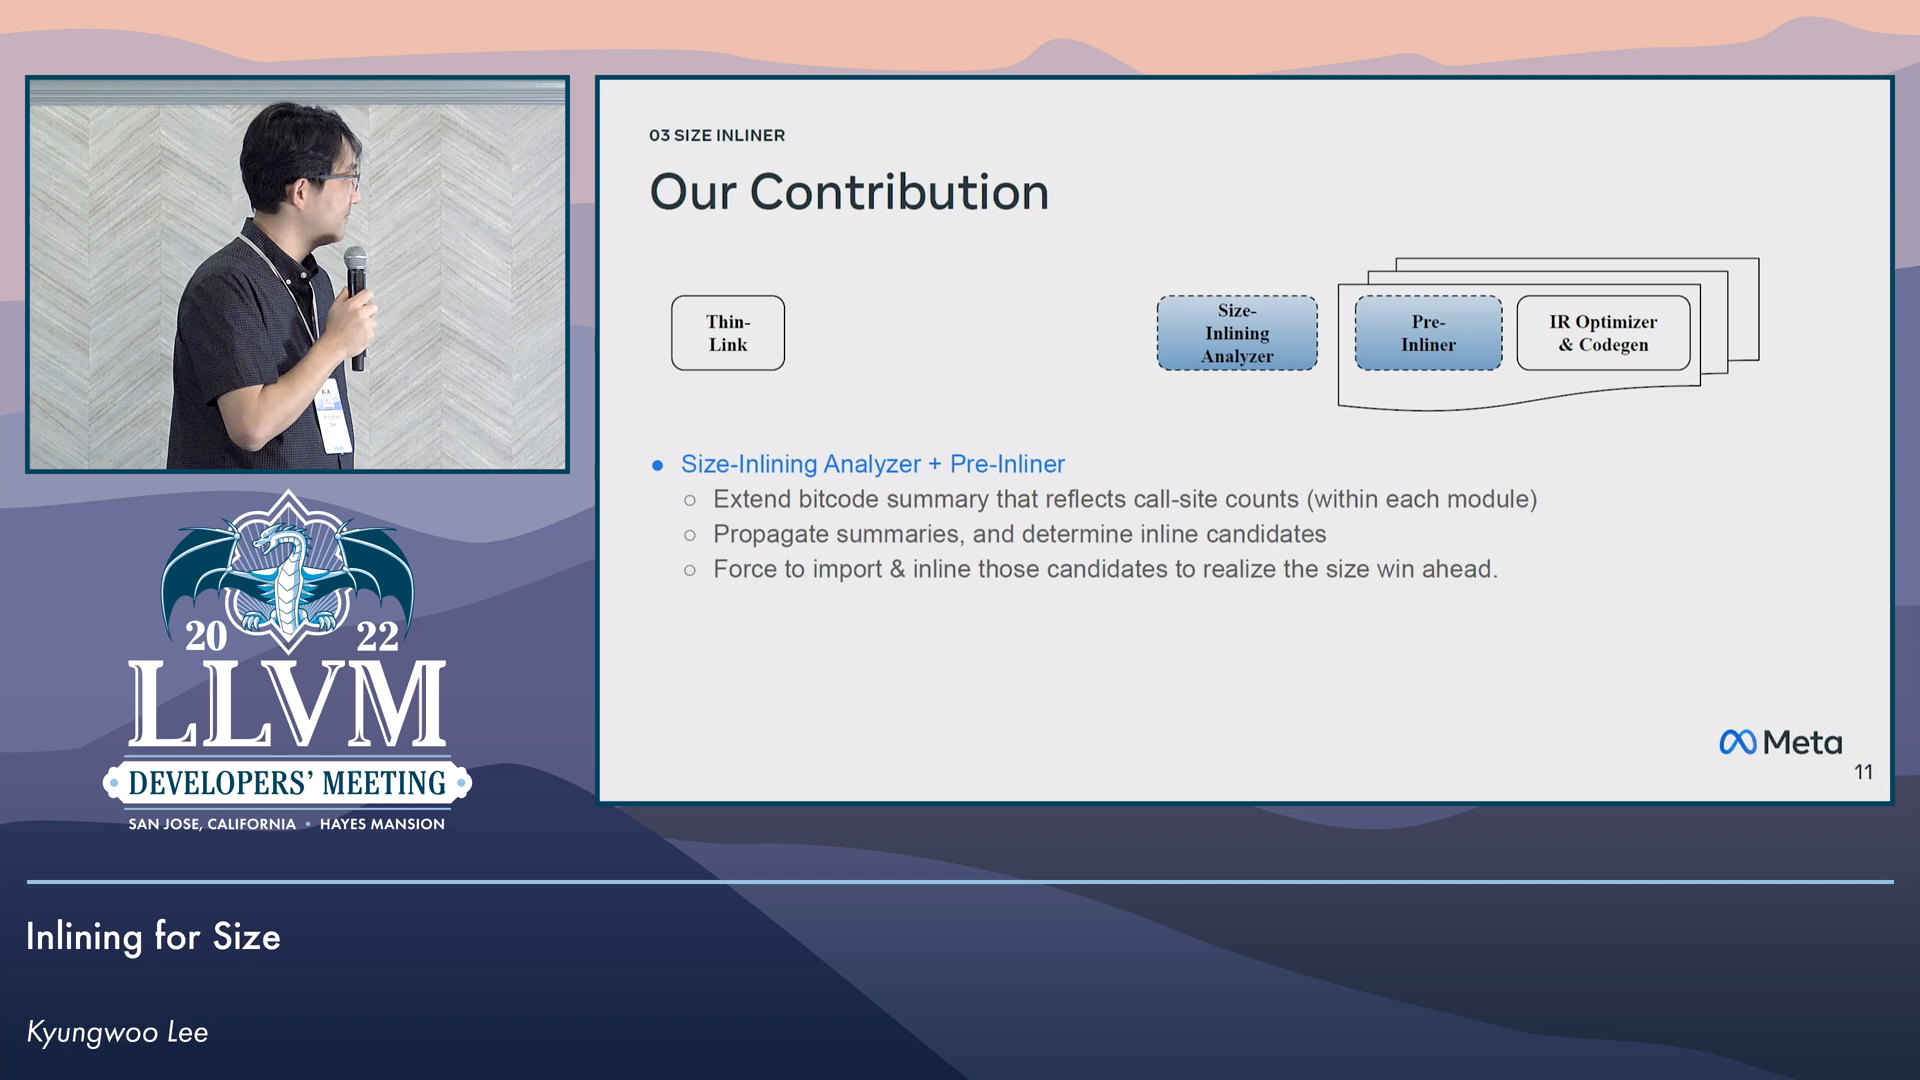 03 SIZE INLINER
Our Contribution
Thin-
Link
Size-
Inlining
Analyzer
Pre-
Inliner
IR Optimizer
& Codegen
Size-Inlining Analyzer + Pre-Inliner
Extend bitcode summary that reflects call-site counts (within each module)
Propagate summaries, and determine inline candidates
Force to import & inline those candidates to realize the size win ahead.
Meta
11
20 22
LLVM
DEVELOPERS' MEETING
SAN JOSE, CALIFORNIA • HAYES MANSION
Inlining for Size
Kyungwoo Lee